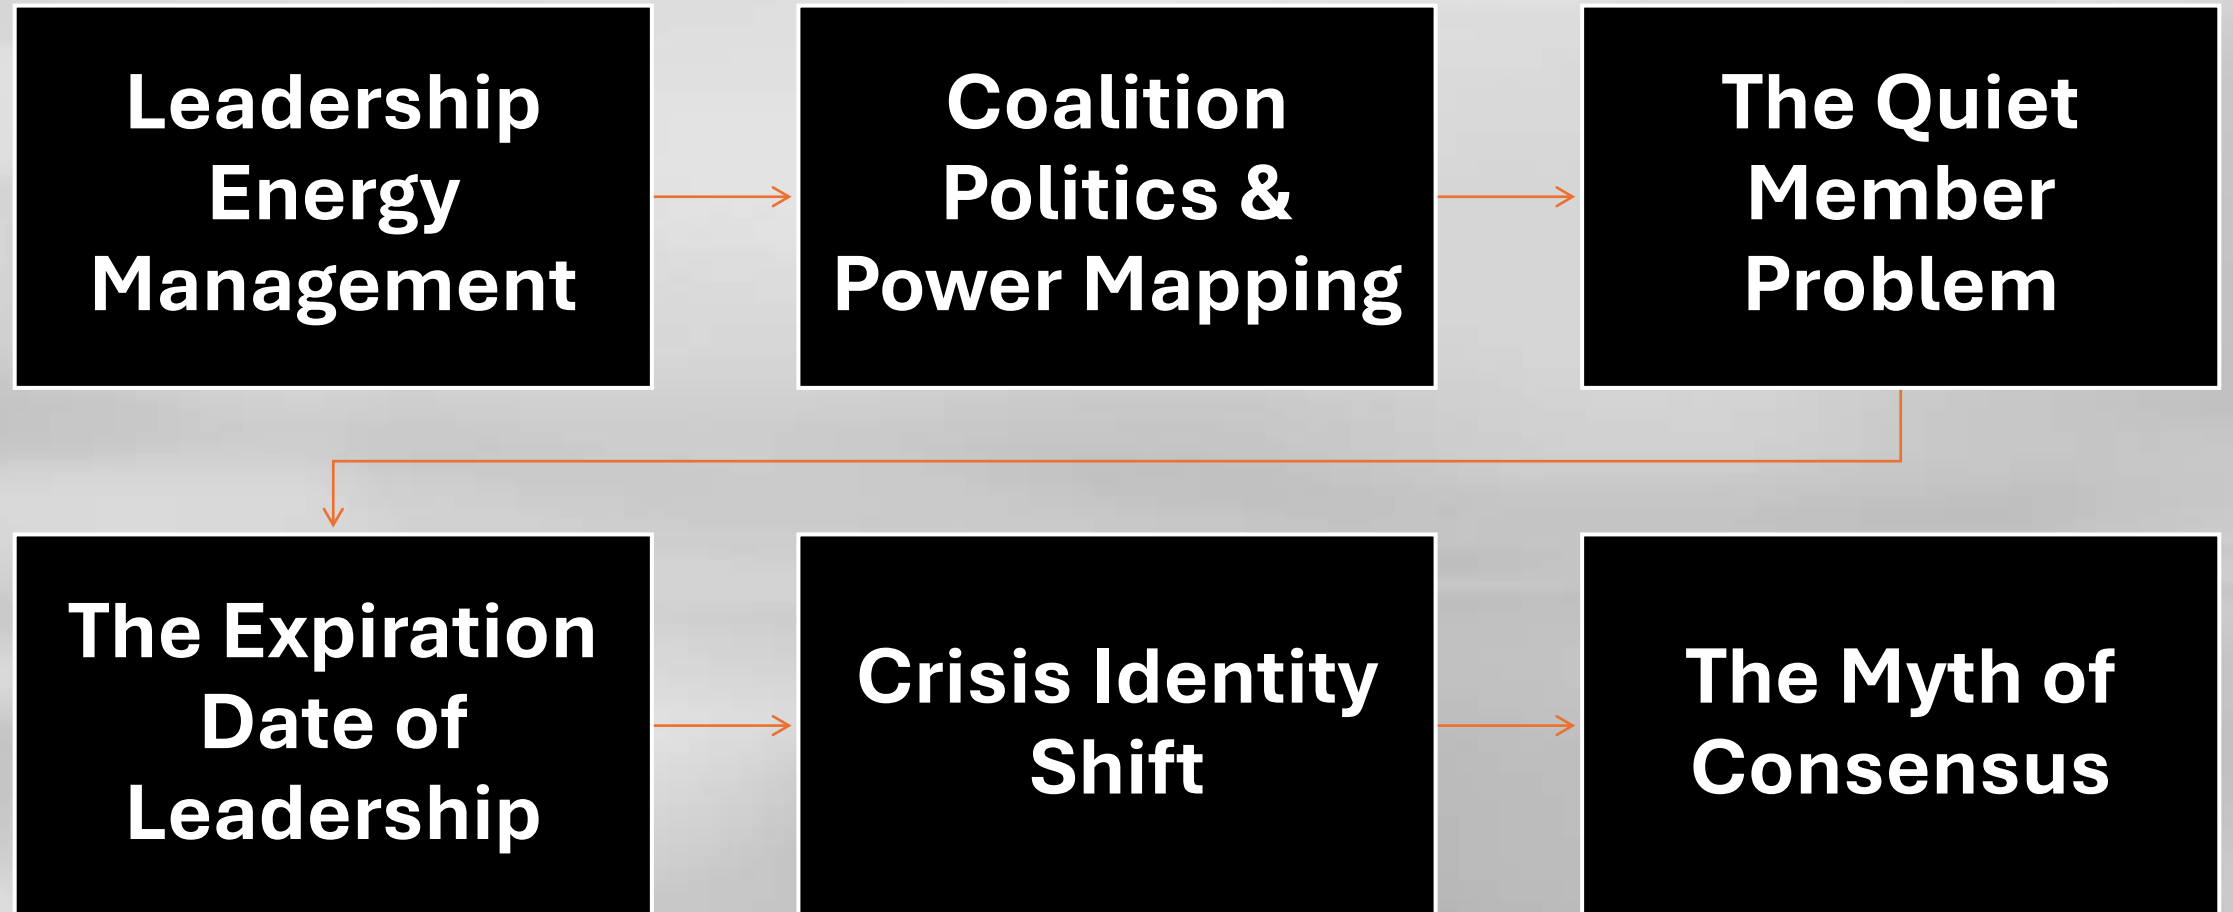 Leadership
Energy
Management
Coalition
Politics &
Power Mapping
The Quiet
Member
Problem
The Expiration
Date of
Leadership
Crisis Identity
Shift
The Myth of
Consensus